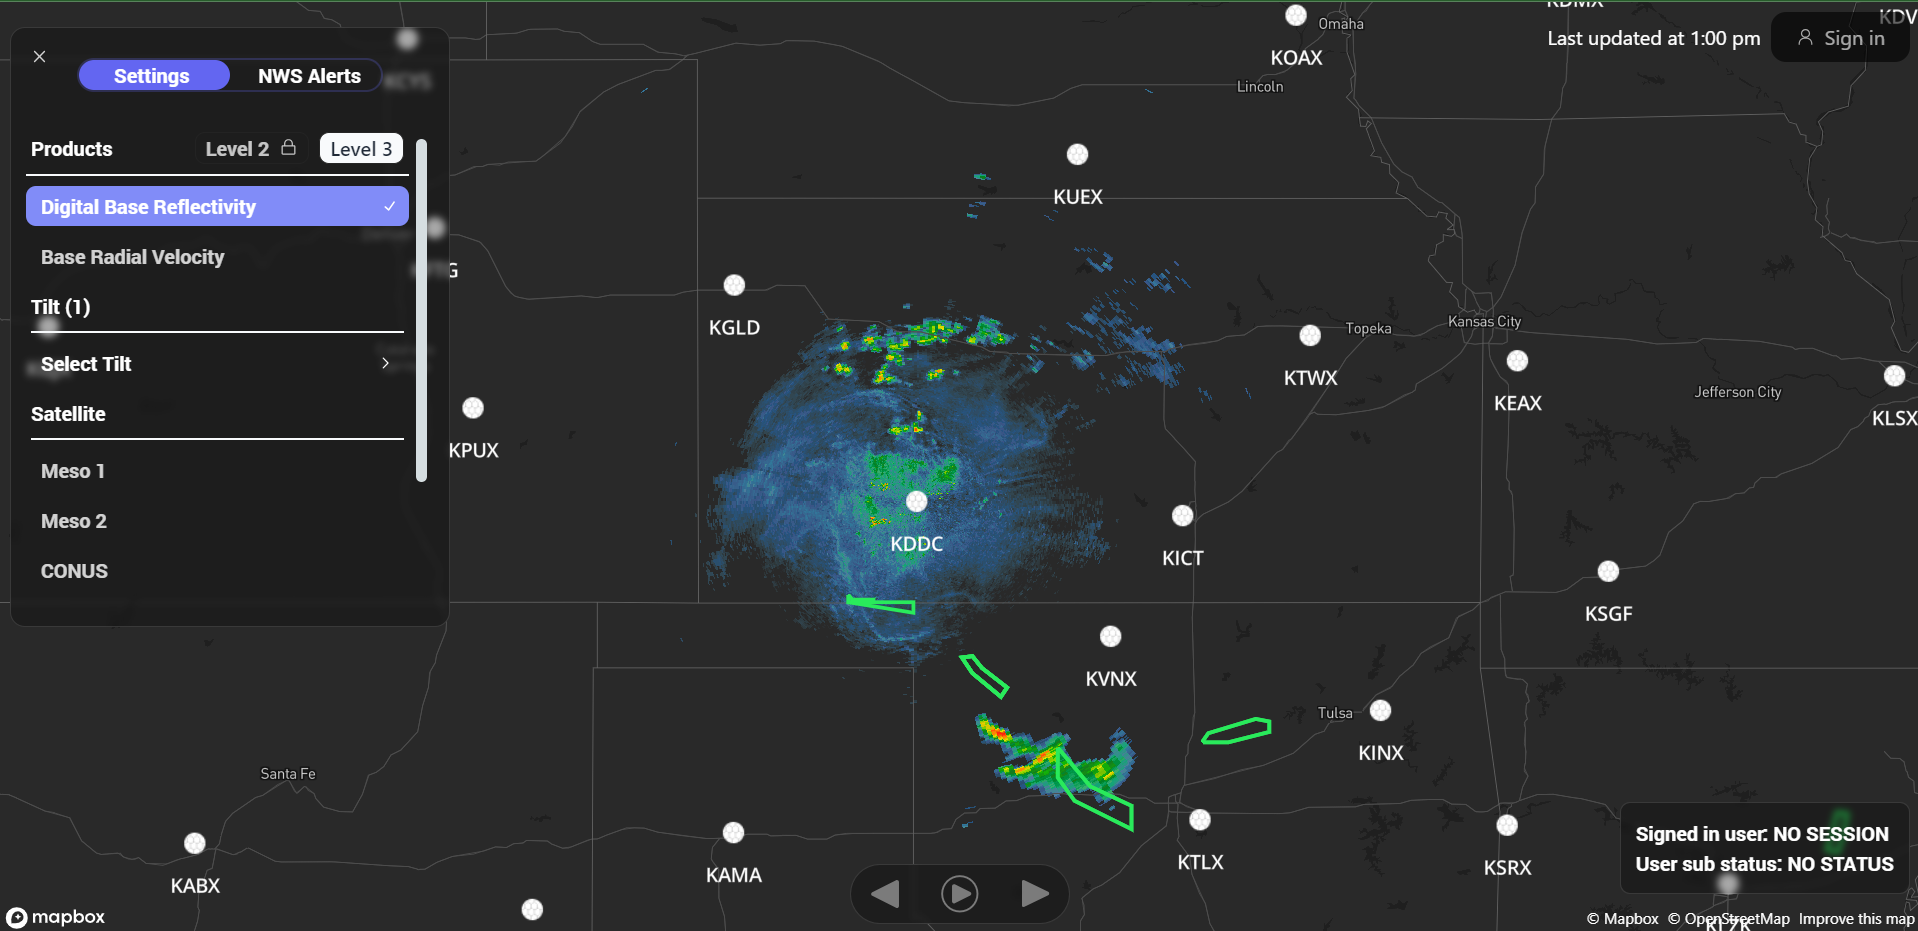 KDMX
KDV
Omaha
Last updated at 1:00 pm
Sign in
KOAX
Settings
NWS Alerts
KCYS
Lincoln
Products
Level 2
Level 3
KUEX
Digital Base Reflectivity
Base Radial Velocity
G
Tilt (1)
KGLD
Topeka
Kansas City
Select Tilt
KTWX
KEAX
Jefferson City
Satellite
KLSX
KPUX
Meso 1
Meso 2
KDDC
KICT
CONUS
KSGF
KVNX
Tulsa
KINX
Santa Fe
Signed in user: NO SESSION
User sub status: NO STATUS
KTLX
KSRX
KAMA
KABX
mapbox
© Mapbox © OpenStreetMap Improve this map
KLZK